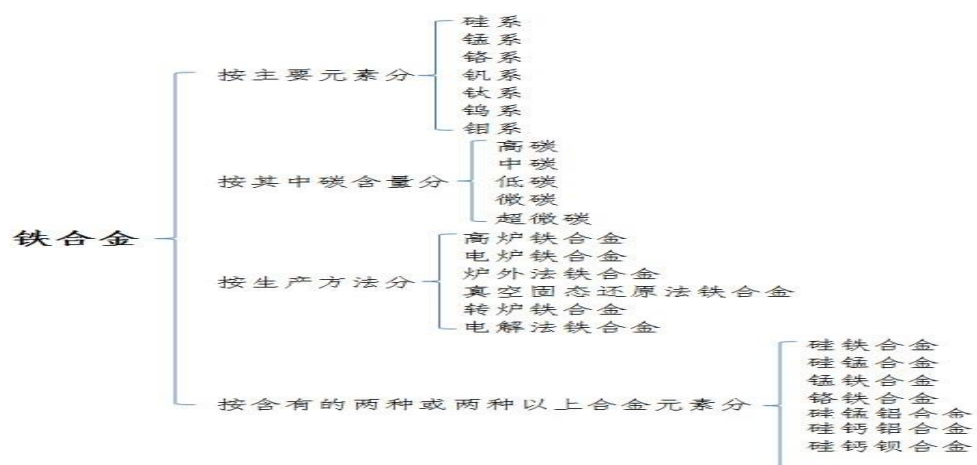 铁合金
按主要元素分
硅系
锰系
铬系
钒系
钛系
钨系
钼系
按其中碳含量分
高碳
中碳
低碳
微碳
超微碳
按生产方法分
高炉铁合金
电炉铁合金
炉外法铁合金
真空固态还原法铁合金
转炉铁合金
电解法铁合金
按含有的两种或两种以上合金元素分
硅铁合金
硅锰合金
锰铁合金
铬铁合金
硅锰铝合金
硅钙铝合金
硅钙钡合金